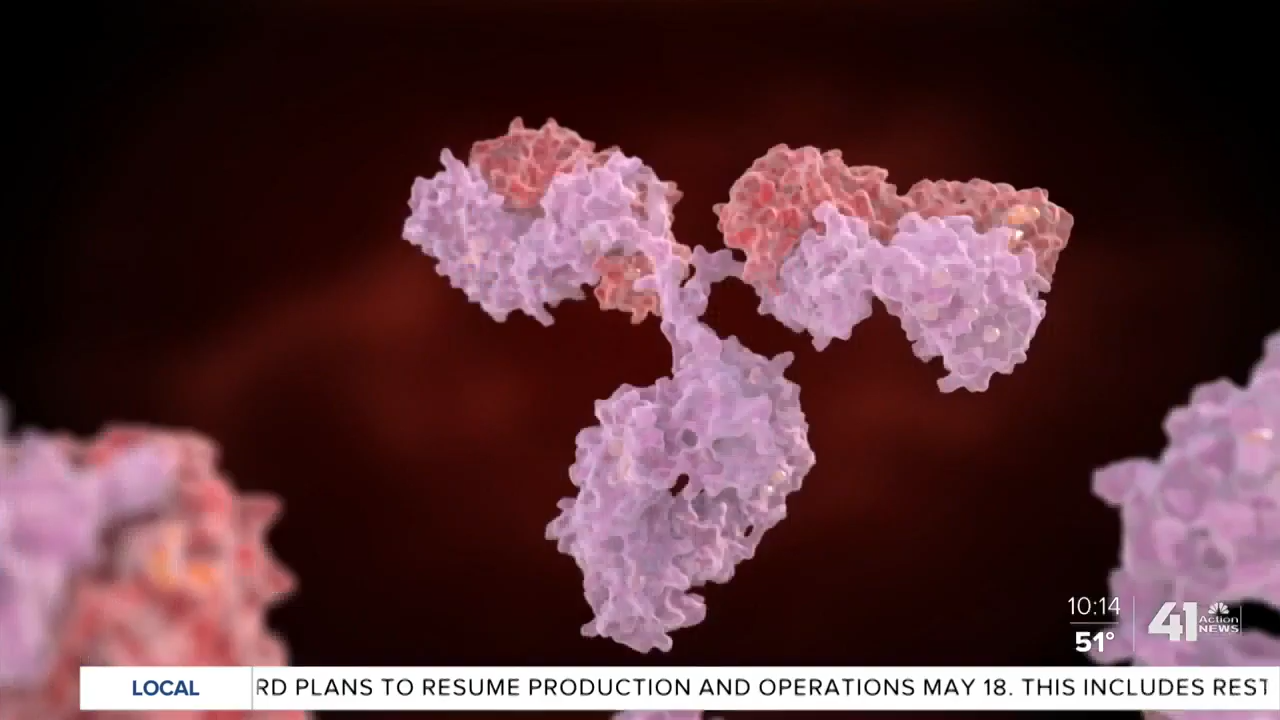 10:14
51°
41 Action NEWS
LOCAL
RD PLANS TO RESUME PRODUCTION AND OPERATIONS MAY 18. THIS INCLUDES REST